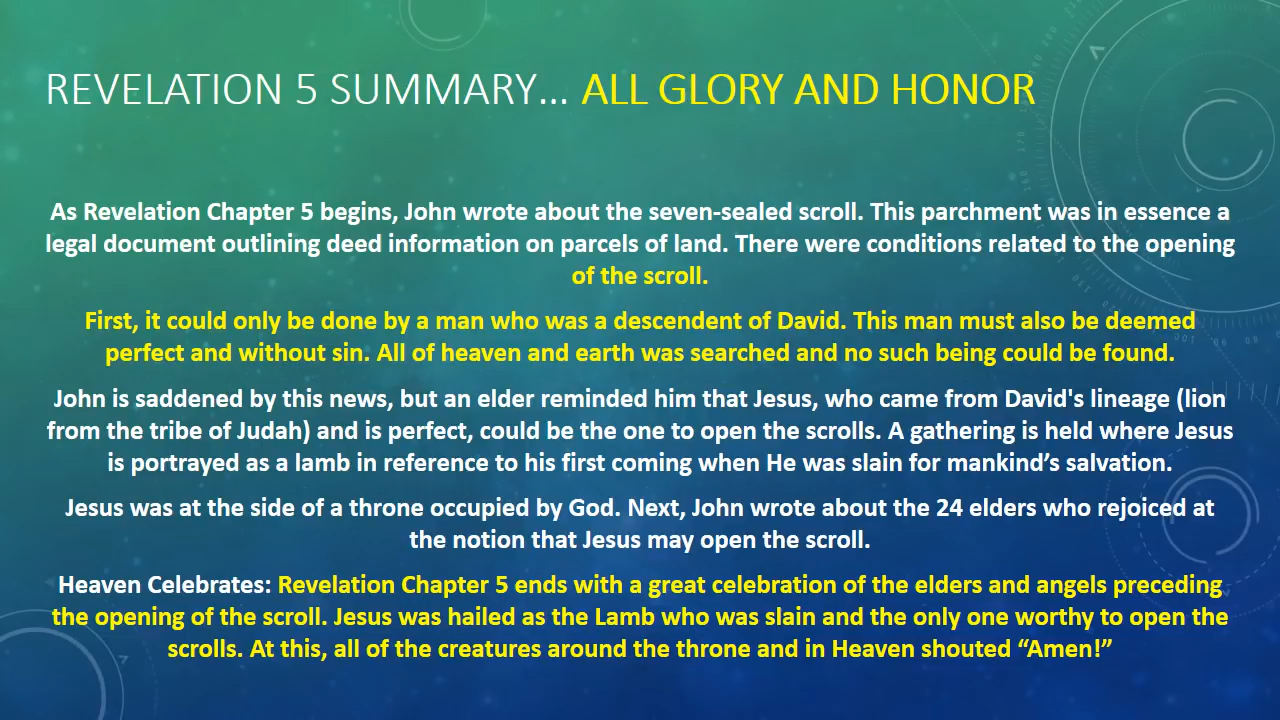 REVELATION 5 SUMMARY... ALL GLORY AND HONOR
As Revelation Chapter 5 begins, John wrote about the seven-sealed scroll. This parchment was in essence a
legal document outlining deed information on parcels of land. There were conditions related to the opening
of the scroll.
First, it could only be done by a man who was a descendent of David. This man must also be deemed
perfect and without sin. All of heaven and earth was searched and no such being could be found.
John is saddened by this news, but an elder reminded him that Jesus, who came from David's lineage (lion
from the tribe of Judah) and is perfect, could be the one to open the scrolls. A gathering is held where Jesus
is portrayed as a lamb in reference to his first coming when He was slain for mankind’s salvation.
Jesus was at the side of a throne occupied by God. Next, John wrote about the 24 elders who rejoiced at
the notion that Jesus may open the scroll.
Heaven Celebrates: Revelation Chapter 5 ends with a great celebration of the elders and angels preceding
the opening of the scroll. Jesus was hailed as the Lamb who was slain and the only one worthy to open the
scrolls. At this, all of the creatures around the throne and in Heaven shouted “Amen!”